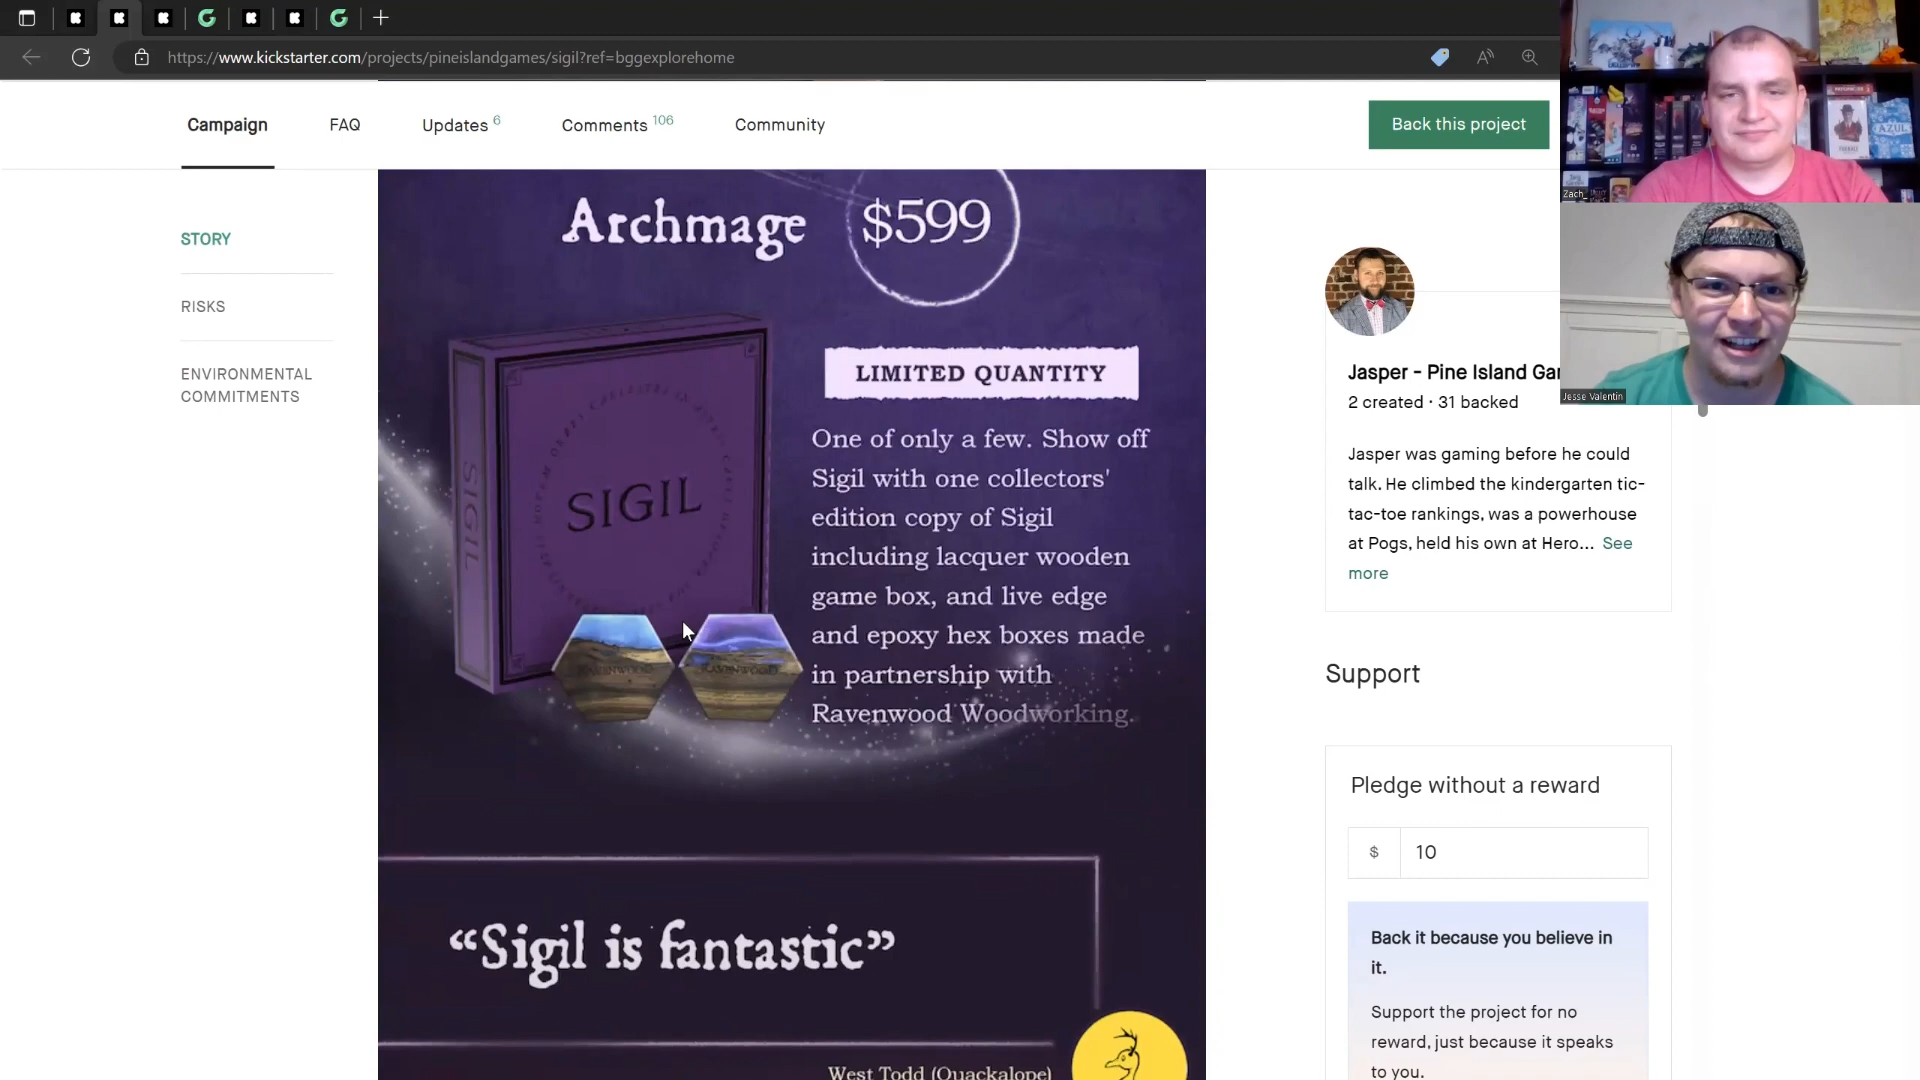 https://www.kickstarter.com/projects/pineislandgames/sigil?ref=bggexplorehome
Campaign
FAQ
Updates 6
Comments 106
Community
Back this project
STORY
RISKS
ENVIRONMENTAL
COMMITMENTS
Archmage $599
SIGIL
SIGIL
LIMITED QUANTITY
One of only a few. Show off
Sigil with one collectors'
edition copy of Sigil
including lacquer wooden
game box, and live edge
and epoxy hex boxes made
in partnership with
Ravenwood Woodworking.
RAVENWOOD
RAVENWOOD
“Sigil is fantastic”
West Todd (Quackalope)
Jasper - Pine Island Gar
2 created · 31 backed
Jasper was gaming before he could
talk. He climbed the kindergarten tic-
tac-toe rankings, was a powerhouse
at Pogs, held his own at Hero... See
more
Support
Pledge without a reward
$ 10
Back it because you believe in
it.
Support the project for no
reward, just because it speaks
to you.
Zach_
AZUL
Jesse Valentin